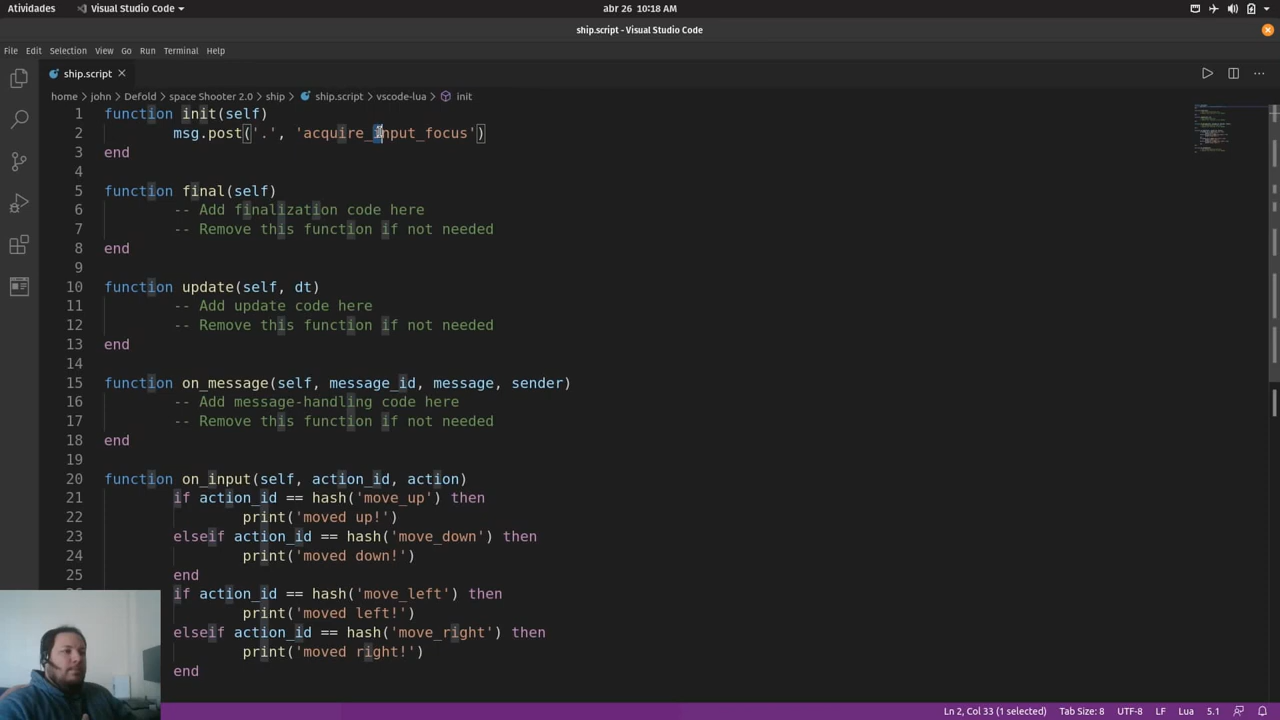 Atividades
Visual Studio Code
abr 26 10:18 AM
ship.script - Visual Studio Code
File Edit Selection View Go Run Terminal Help
ship.script
home > john > Defold > space Shooter 2.0 > ship > ship.script > vscode-lua > init
1 function init(self)
2 msg.post('.', 'acquire_input_focus')
3 end
4
5 function final(self)
6 -- Add finalization code here
7 -- Remove this function if not needed
8 end
9
10 function update(self, dt)
11 -- Add update code here
12 -- Remove this function if not needed
13 end
14
15 function on_message(self, message_id, message, sender)
16 -- Add message-handling code here
17 -- Remove this function if not needed
18 end
19
20 function on_input(self, action_id, action)
21 if action_id == hash('move_up') then
22 print('moved up!')
23 elseif action_id == hash('move_down') then
24 print('moved down!')
25 end
if action_id == hash('move_left') then
print('moved left!')
elseif action_id == hash('move_right') then
print('moved right!')
end
Ln 2, Col 33 (1 selected) Tab Size: 8 UTF-8 LF Lua 5.1